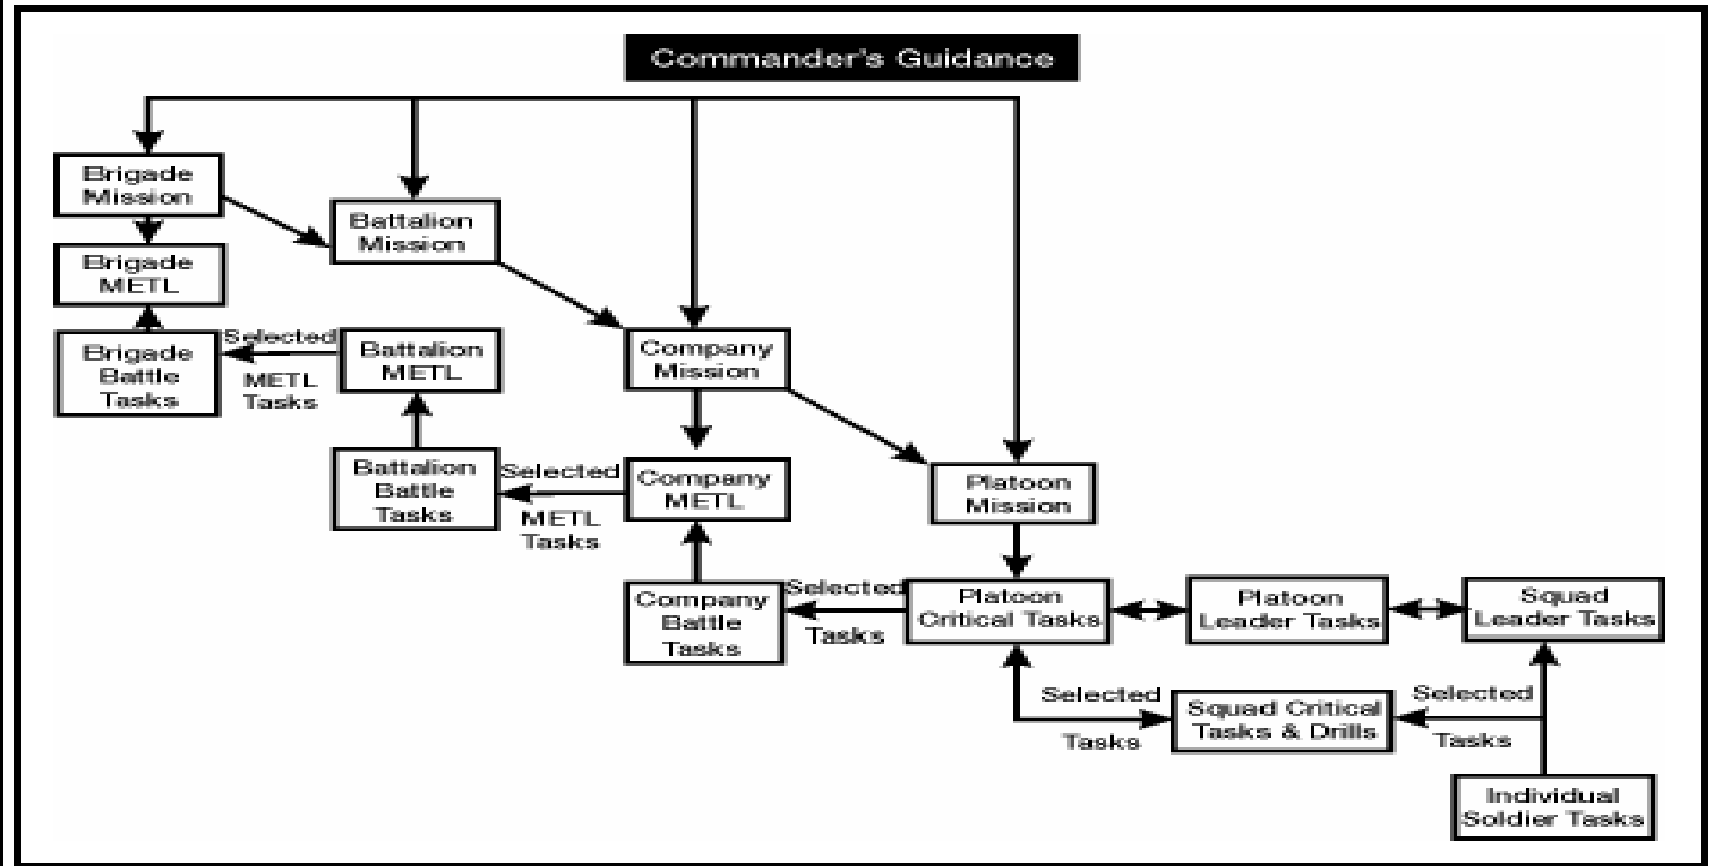 Commander's Guidance
Brigade
Mission
Battalion
Mission
Brigade
METL
Brigade
Battle
Tasks
Selected
METL
Tasks
Battalion
METL
Company
Mission
Battalion
Battle
Tasks
Selected
METL
Tasks
Company
METL
Platoon
Mission
Company
Battle
Tasks
Selected
Tasks
Platoon
Critical Tasks
Platoon
Leader Tasks
Squad
Leader Tasks
Selected
Tasks
Squad Critical
Tasks & Drills
Selected
Tasks
Individual
Soldier Tasks